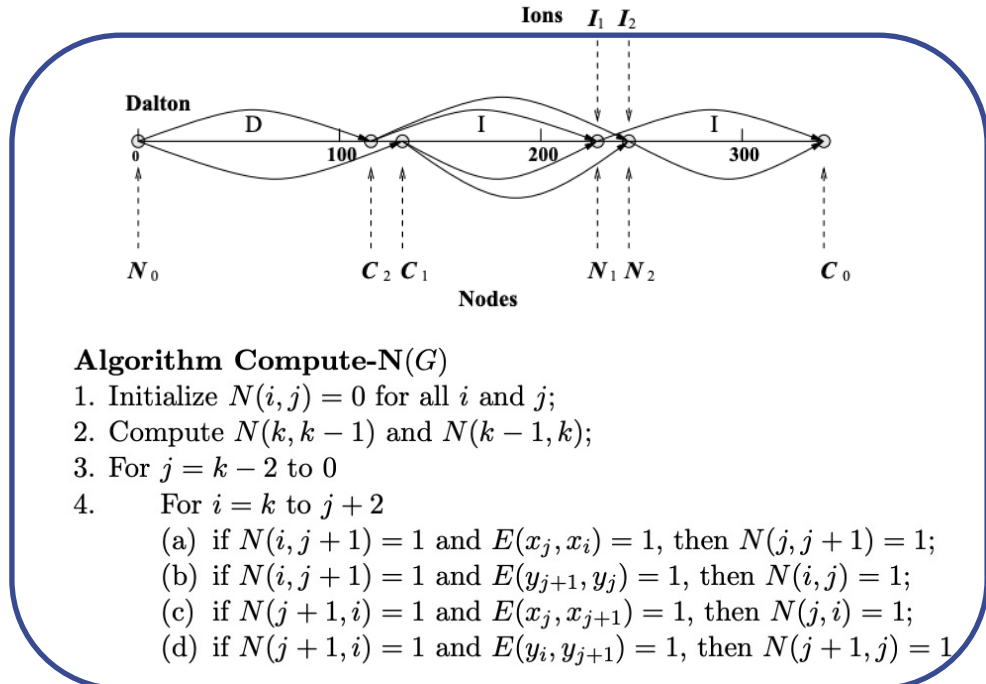 Ions I₁ I₂
Dalton
D I I
0 100 200 300
N₀ C₂ C₁ N₁ N₂ C₀
Nodes
Algorithm Compute-N(G)
1. Initialize N(i, j) = 0 for all i and j;
2. Compute N(k, k − 1) and N(k − 1, k);
3. For j = k − 2 to 0
4. For i = k to j + 2
(a) if N(i, j + 1) = 1 and E(xⱼ, xᵢ) = 1, then N(j, j + 1) = 1;
(b) if N(i, j + 1) = 1 and E(yⱼ₊₁, yⱼ) = 1, then N(i, j) = 1;
(c) if N(j + 1, i) = 1 and E(xⱼ, xⱼ₊₁) = 1, then N(j, i) = 1;
(d) if N(j + 1, i) = 1 and E(yᵢ, yⱼ₊₁) = 1, then N(j + 1, j) = 1